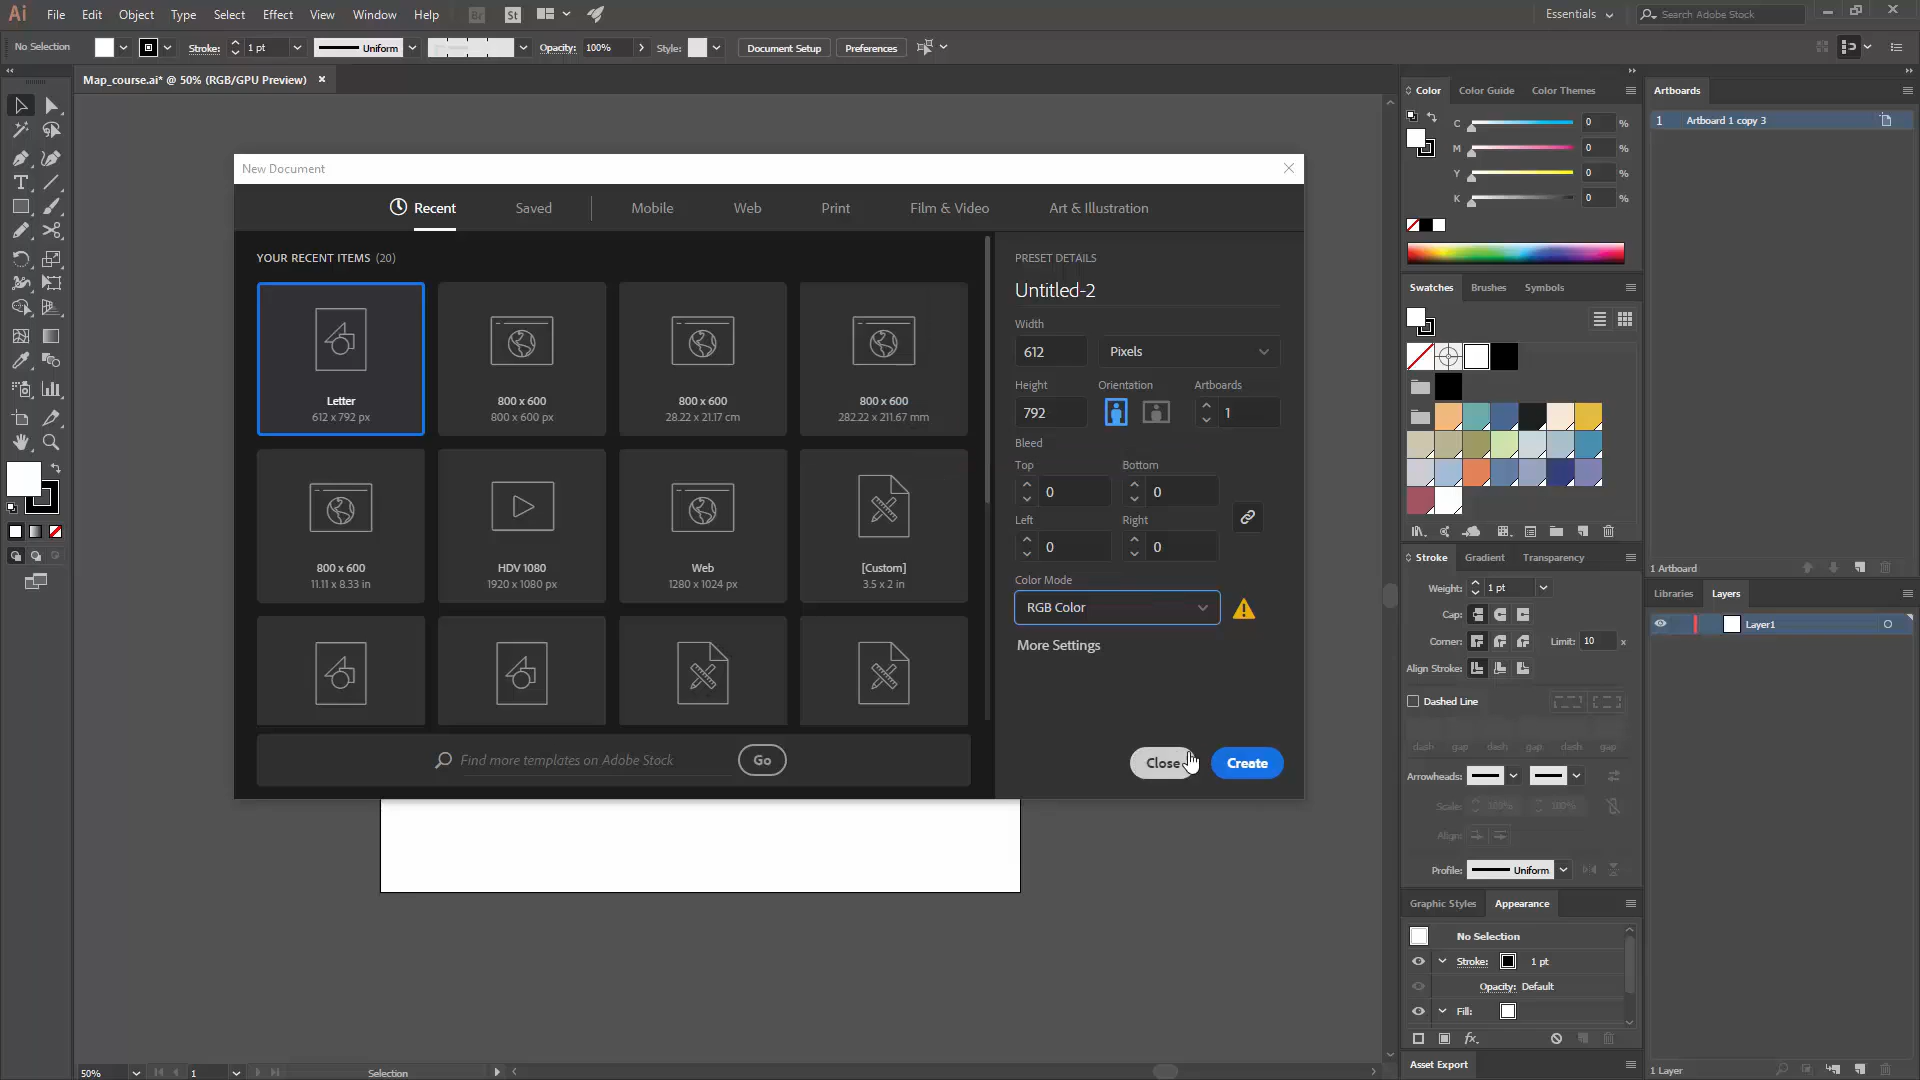 Ai File Edit Object Type Select Effect View Window Help Br St Essentials Search Adobe Stock
No Selection Stroke: 1 pt Uniform Opacity: 100% Style: Document Setup Preferences
Map_course.ai* @ 50% (RGB/GPU Preview)
New Document
Recent Saved Mobile Web Print Film & Video Art & Illustration
YOUR RECENT ITEMS (20)
Letter
612 x 792 px
800 x 600
800 x 600 px
800 x 600
28.22 x 21.17 cm
800 x 600
282.22 x 211.67 mm
800 x 600
11.11 x 8.33 in
HDV 1080
1920 x 1080 px
Web
1280 x 1024 px
[Custom]
3.5 x 2 in
Find more templates on Adobe Stock Go
PRESET DETAILS
Untitled-2
Width
612 Pixels
Height Orientation Artboards
792 1
Bleed
Top Bottom
0 0
Left Right
0 0
Color Mode
RGB Color
More Settings
Close Create
Color Color Guide Color Themes
C 0 %
M 0 %
Y 0 %
K 0 %
Swatches Brushes Symbols
Stroke Gradient Transparency
Weight: 1 pt
Cap:
Corner: Limit: 10 x
Align Stroke:
Dashed Line
dash gap dash gap dash gap
Arrowheads:
Scale: 100% 100%
Align:
Profile: Uniform
Graphic Styles Appearance
No Selection
Stroke: 1 pt
Opacity: Default
Fill:
fx
Asset Export
Artboards
1 Artboard 1 copy 3
1 Artboard
Libraries Layers
Layer1
1 Layer
50% 1 Selection